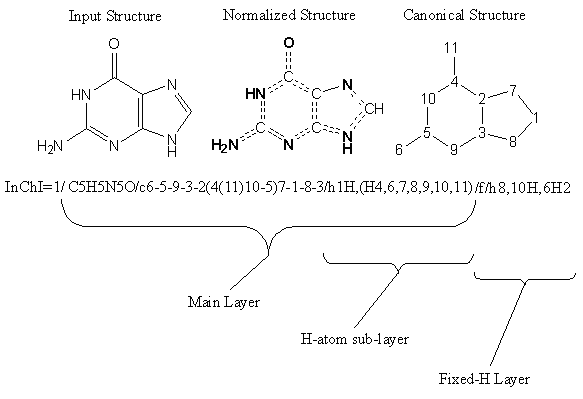 Input Structure Normalized Structure Canonical Structure
O O 11
HN N HN N 4 7
CH 10 2 1
C C C C
H2N N N H H2N N N H 5 3 8
6 9
InChI=1/ C5H5N5O/c6-5-9-3-2(4(11)10-5)7-1-8-3/h1H,(H4,6,7,8,9,10,11)/f/h8,10H,6H2
Main Layer
H-atom sub-layer
Fixed-H Layer